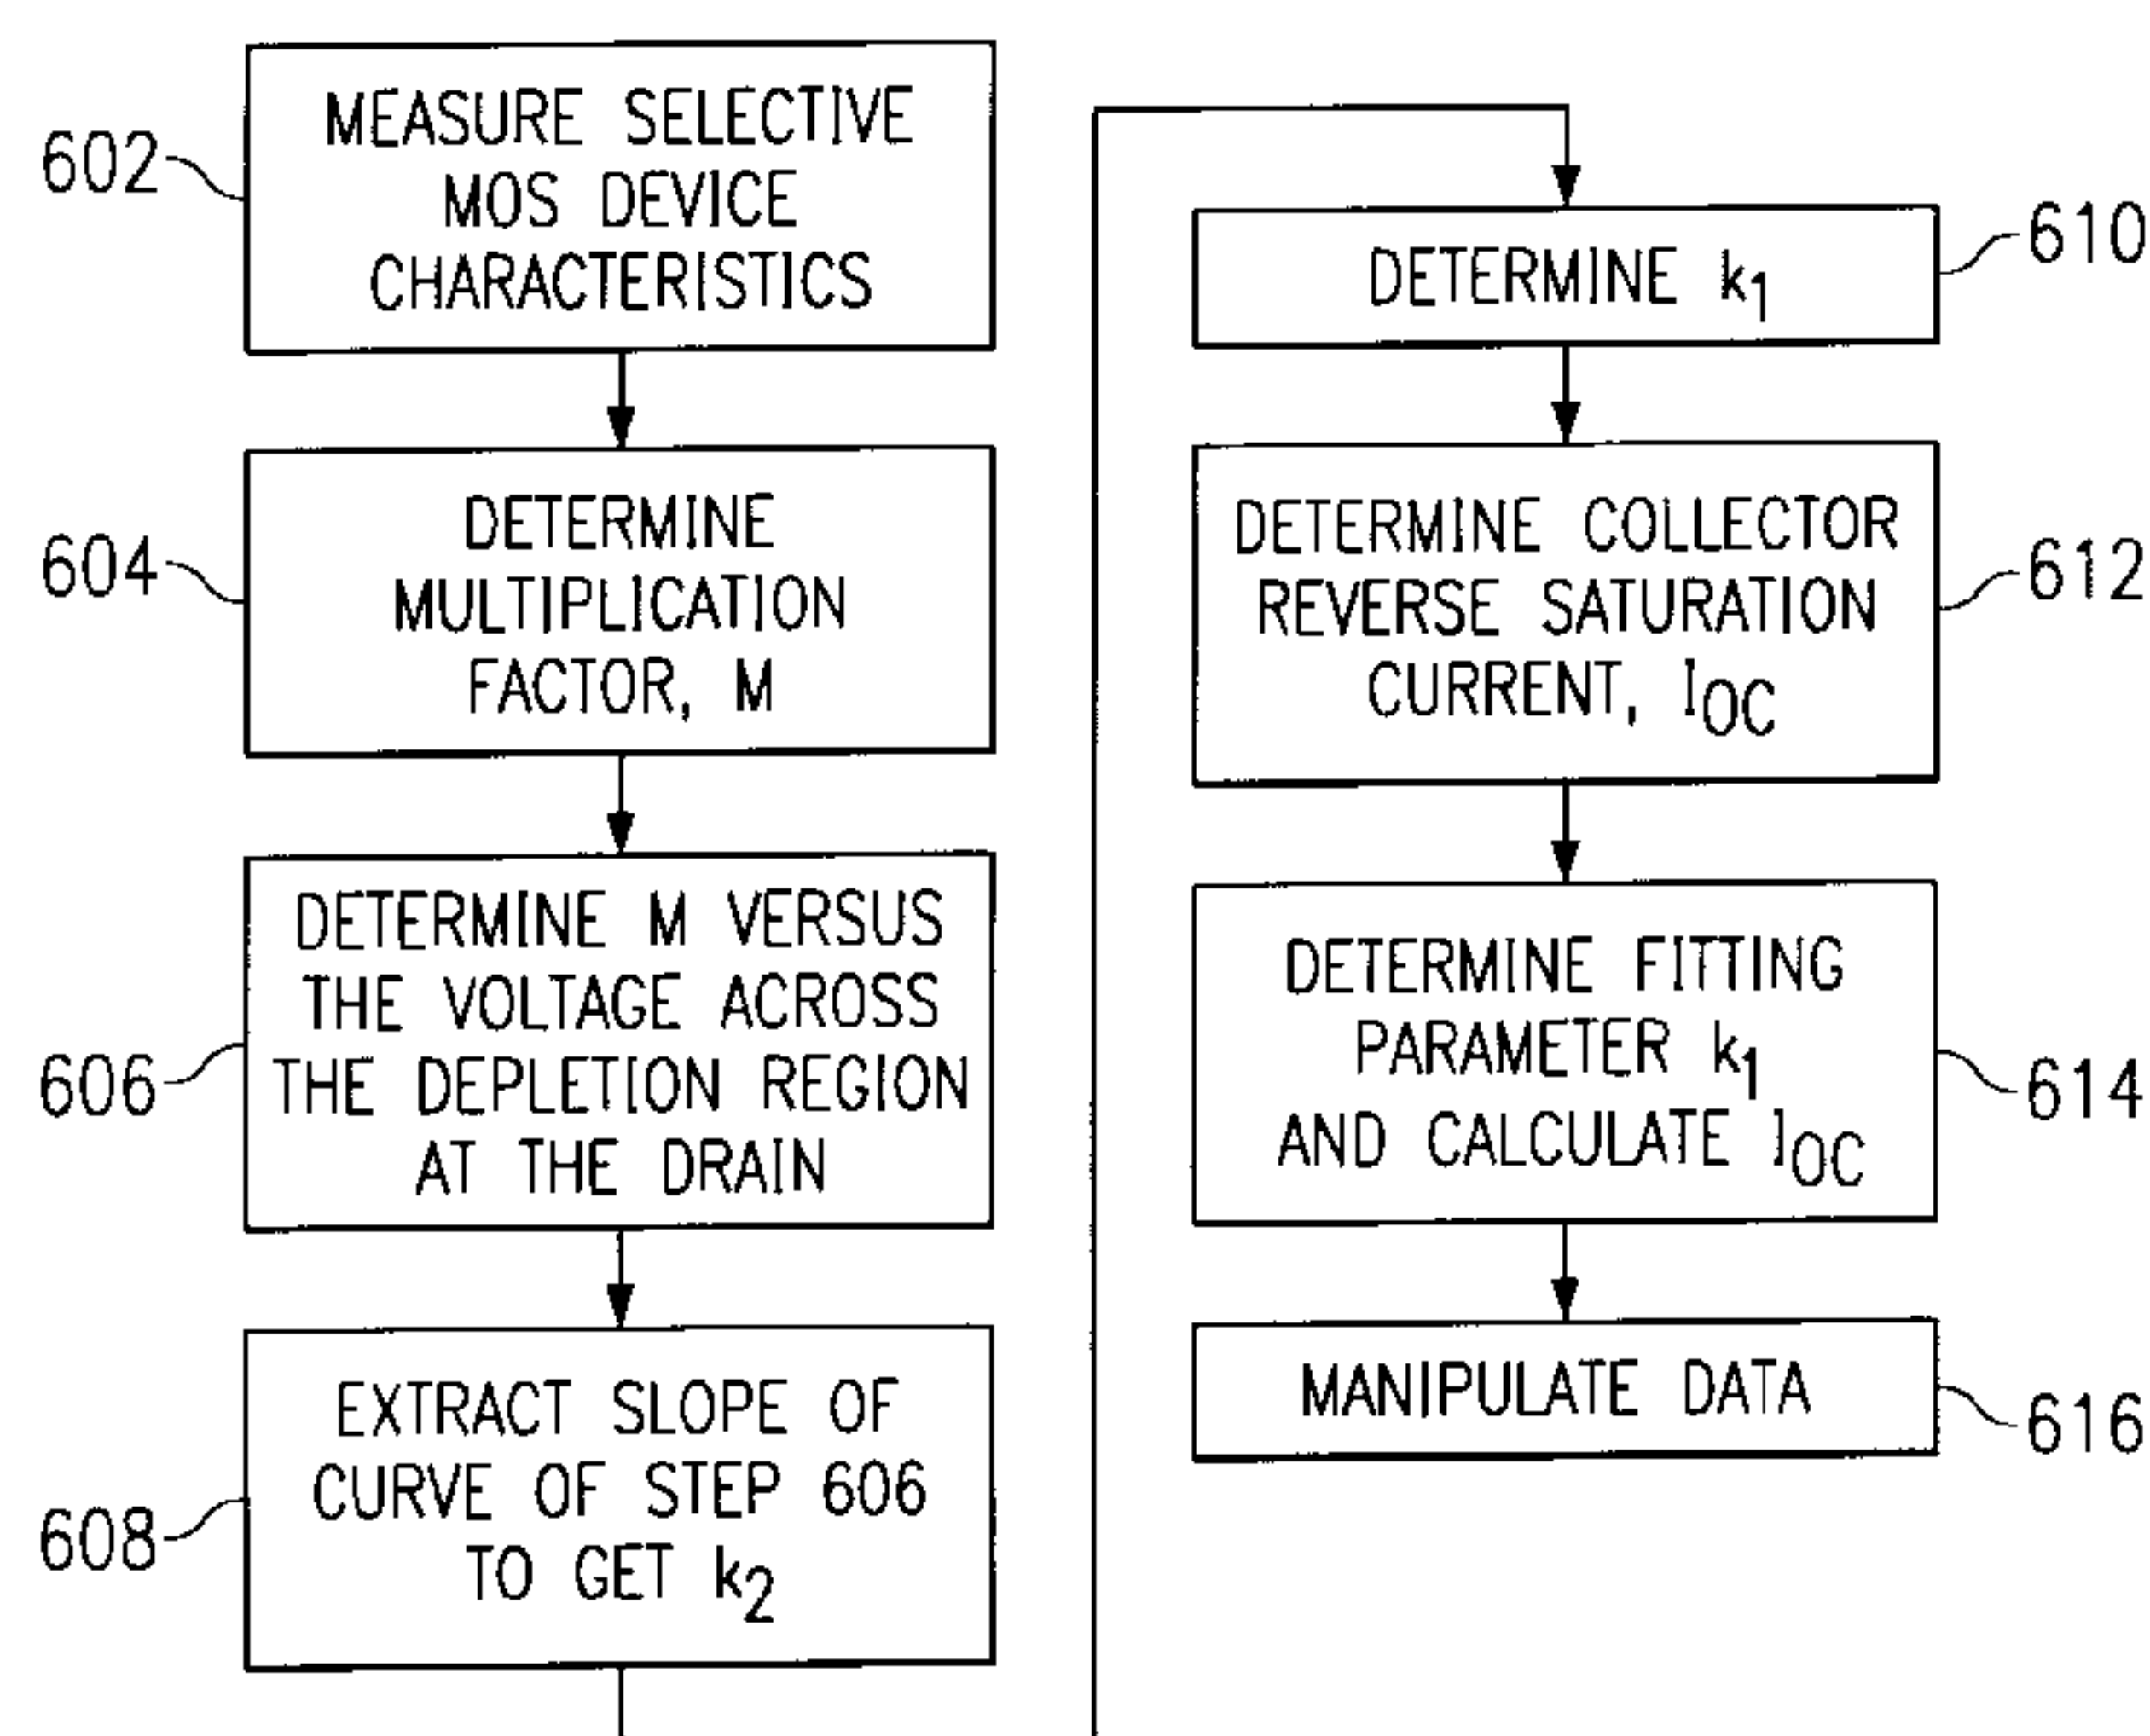 602
MEASURE SELECTIVE
MOS DEVICE
CHARACTERISTICS
604
DETERMINE
MULTIPLICATION
FACTOR, M
606
DETERMINE M VERSUS
THE VOLTAGE ACROSS
THE DEPLETION REGION
AT THE DRAIN
608
EXTRACT SLOPE OF
CURVE OF STEP 606
TO GET k2
DETERMINE k1
610
DETERMINE COLLECTOR
REVERSE SATURATION
CURRENT, IOC
612
DETERMINE FITTING
PARAMETER k1
AND CALCULATE IOC
614
MANIPULATE DATA
616